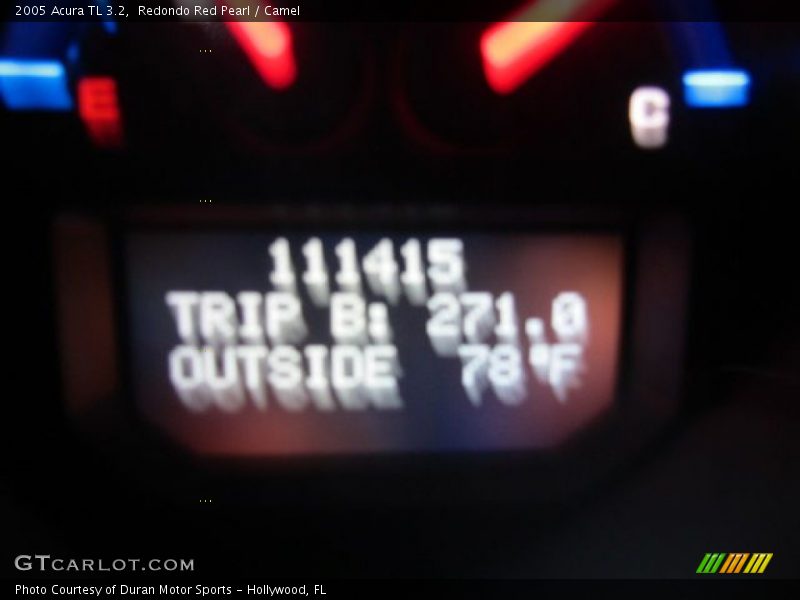 2005 Acura TL 3.2,  Redondo Red Pearl / Camel
E
C
111415
TRIP B: 271.0
OUTSIDE 78°F
GTCARLOT.COM
Photo Courtesy of Duran Motor Sports – Hollywood, FL